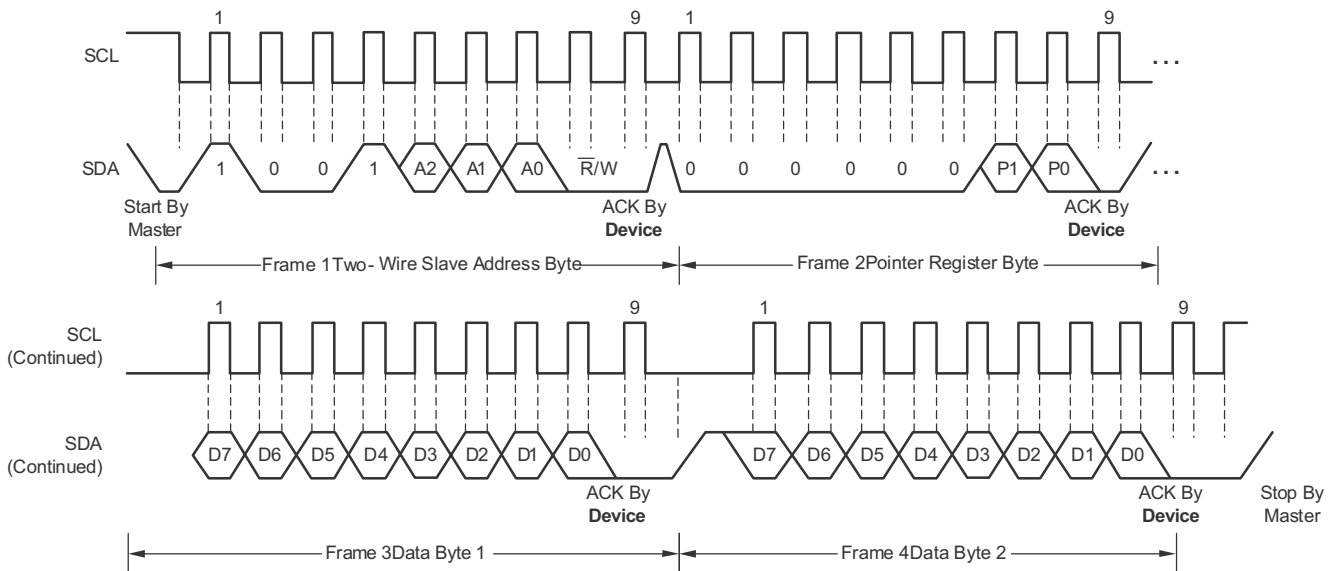 1 9 1 9
SCL ...
SDA 1 0 0 1 A2 A1 A0 R/W 0 0 0 0 0 0 P1 P0 ...
Start By ACK By ACK By
Master Device Device
Frame 1Two- Wire Slave Address Byte Frame 2Pointer Register Byte
1 9 1 9
SCL
(Continued)
SDA
(Continued) D7 D6 D5 D4 D3 D2 D1 D0 D7 D6 D5 D4 D3 D2 D1 D0
ACK By ACK By Stop By
Device Device Master
Frame 3Data Byte 1 Frame 4Data Byte 2